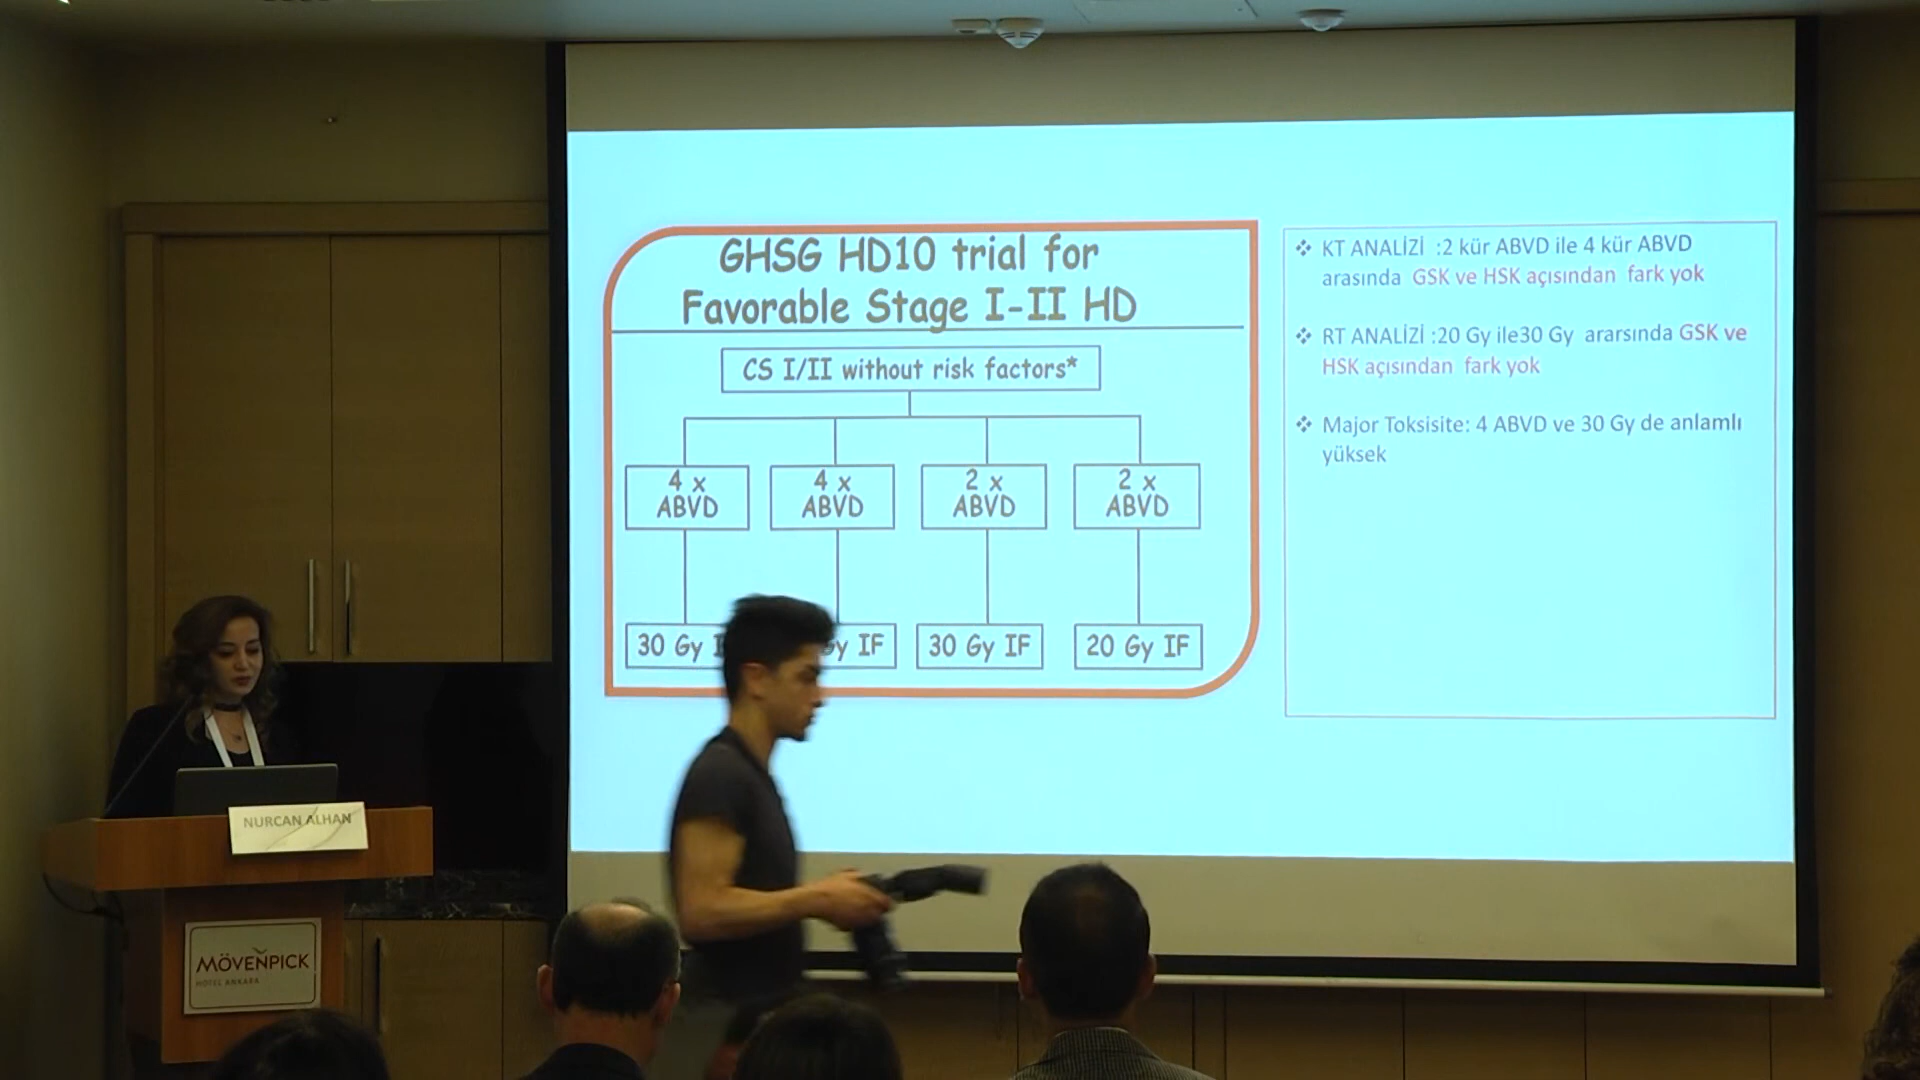 GHSG HD10 trial for
Favorable Stage I-II HD
CS I/II without risk factors*
4 x
ABVD
4 x
ABVD
2 x
ABVD
2 x
ABVD
30 Gy
Gy IF
30 Gy IF
20 Gy IF
❖ KT ANALİZİ :2 kür ABVD ile 4 kür ABVD
arasında GSK ve HSK açısından fark yok
❖ RT ANALİZİ :20 Gy ile30 Gy ararsında GSK ve
HSK açısından fark yok
❖ Major Toksisite: 4 ABVD ve 30 Gy de anlamlı
yüksek
NURCAN ALHAN
MÖVENPICK
HOTEL ANKARA